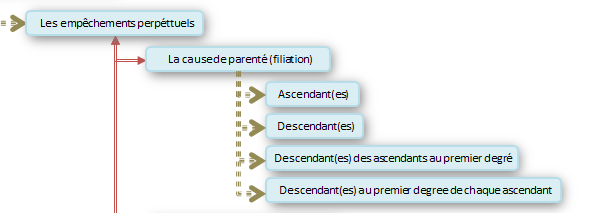 Les empêchements perpéttuels
La cause de parenté (filiation)
Ascendant(es)
Descendant(es)
Descendant(es) des ascendants au premier degré
Descendant(es) au premier degree de chaque ascendant